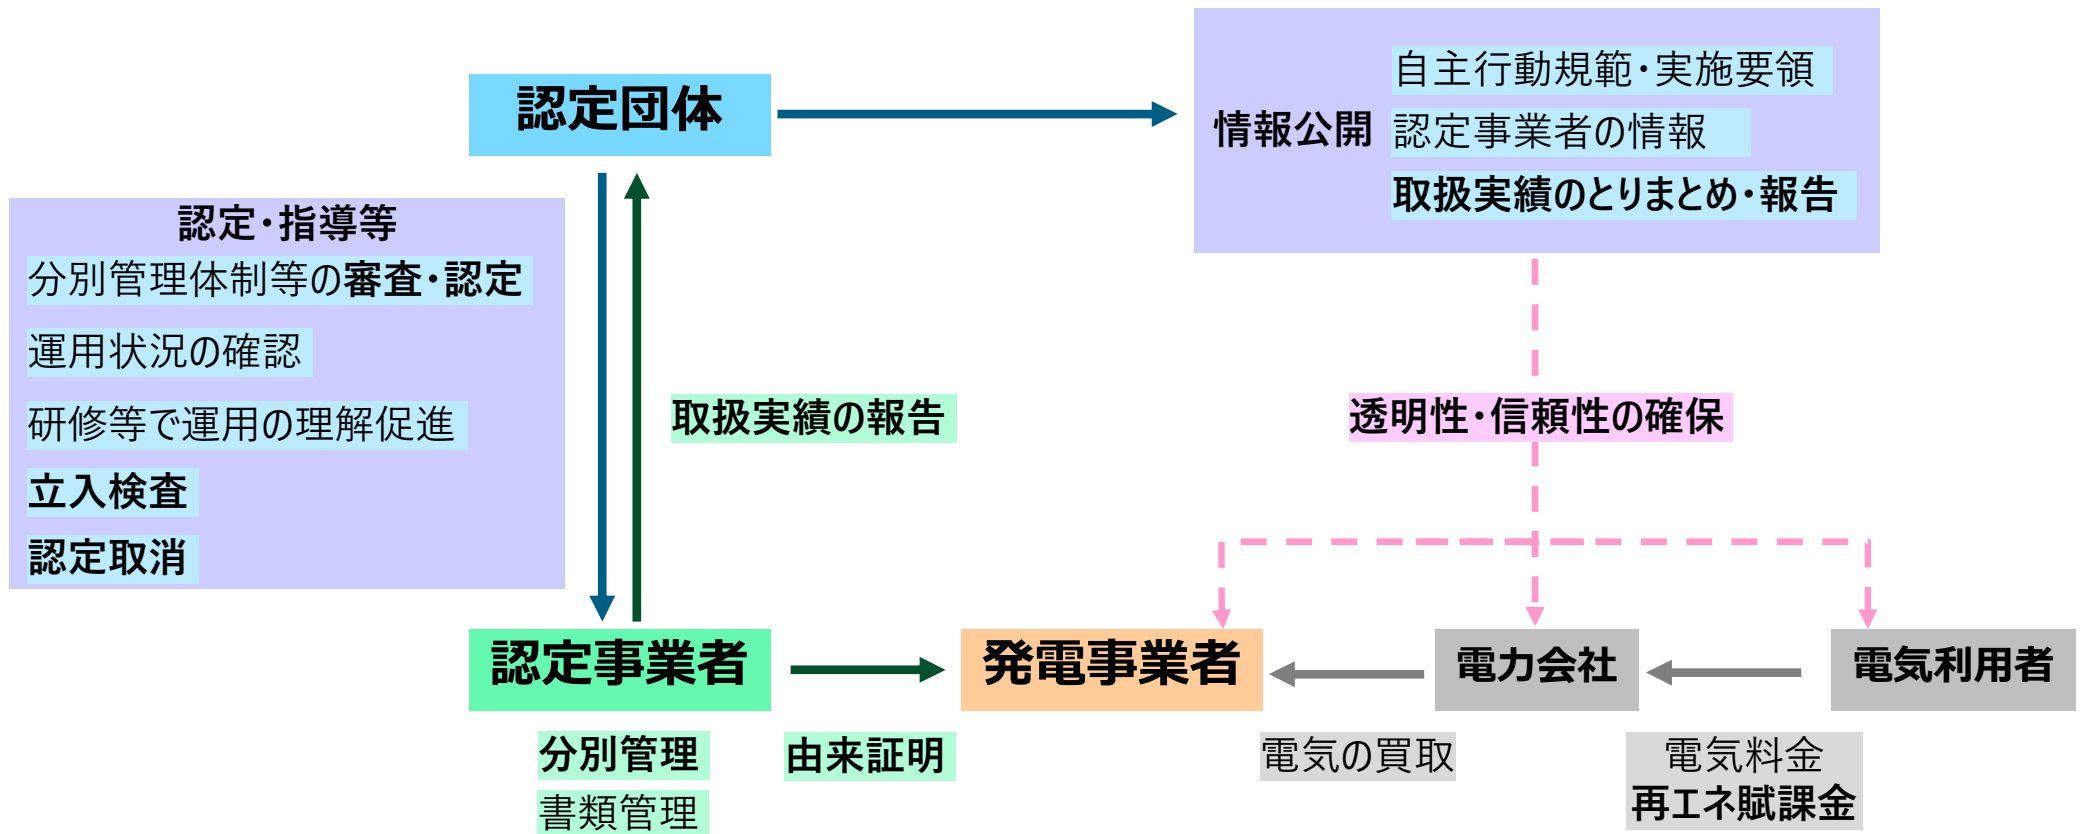 認定団体
情報公開
自主行動規範・実施要領
認定事業者の情報
取扱実績のとりまとめ・報告
認定・指導等
分別管理体制等の審査・認定
運用状況の確認
研修等で運用の理解促進
立入検査
認定取消
取扱実績の報告
透明性・信頼性の確保
認定事業者
発電事業者
電力会社
電気利用者
分別管理
書類管理
由来証明
電気の買取
電気料金
再エネ賦課金